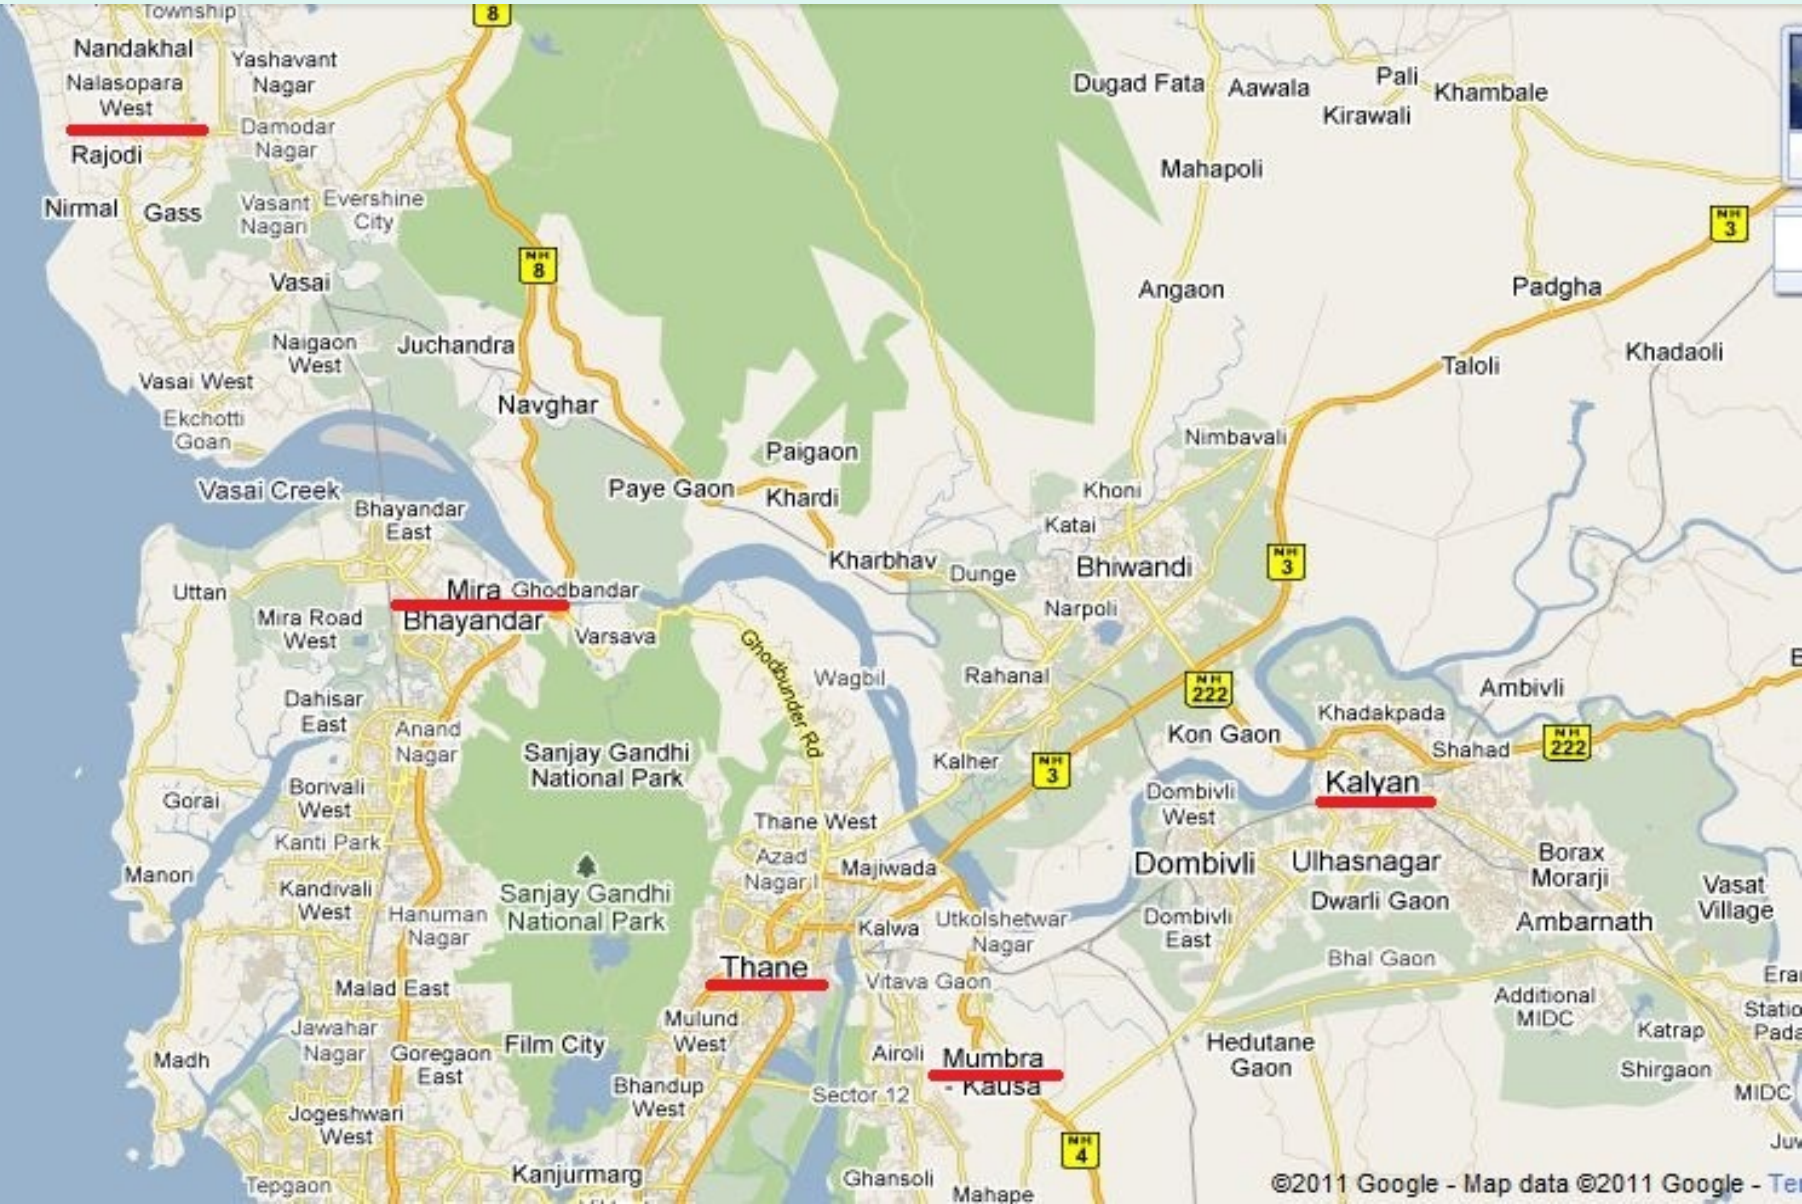 Township
8
Nandakhal
Yashavant
Nagar
Nalasopara
West
Damodar
Nagar
Rajodi
Nirmal
Gass
Vasant
Nagari
Evershine
City
Dugad Fata
Aawala
Pali
Khambale
Kirawali
Mahapoli
NH
3
NH
8
Vasai
Angaon
Padgha
Naigaon
West
Juchandra
Khadaoli
Taloli
Vasai West
Navghar
Ekchotti
Goan
Nimbavali
Paigaon
Vasai Creek
Paye Gaon
Khardi
Khoni
Bhayandar
East
Katai
Kharbhav
Dunge
Bhiwandi
NH
3
Uttan
Mira
Ghodbandar
Bhayandar
Narpoli
Mira Road
West
Varsava
Ghodbunder Rd
Wagbil
Rahanal
NH
222
Ambivli
Dahisar
East
Anand
Nagar
Khadakpada
Kon Gaon
Shahad
NH
222
Sanjay Gandhi
National Park
Kalher
NH
3
Kalyan
Gorai
Borivali
West
Dombivli
West
Thane West
Kanti Park
Azad
Nagar I
Majiwada
Dombivli
Ulhasnagar
Borax
Morarji
Manori
Kandivali
West
Sanjay Gandhi
National Park
Dwarli Gaon
Vasat
Village
Hanuman
Nagar
Kalwa
Utkolshetwar
Nagar
Dombivli
East
Ambarnath
Thane
Bhal Gaon
Malad East
Vitava Gaon
Additional
MIDC
Jawahar
Nagar
Mulund
West
Katrap
Madh
Goregaon
East
Film City
Airoli
Mumbra
- Kausa
Hedutane
Gaon
Shirgaon
Bhandup
West
Sector 12
MIDC
Jogeshwari
West
NH
4
Tepgaon
Kanjurmarg
Ghansoli
Mahape
©2011 Google - Map data ©2011 Google -